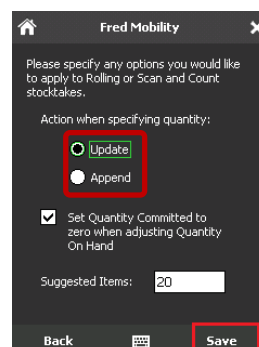 Fred Mobility
Please specify any options you would like
to apply to Rolling or Scan and Count
stocktakes.
Action when specifying quantity:
Update
Append
Set Quantity Committed to
zero when adjusting Quantity
On Hand
Suggested Items: 20
Back Save